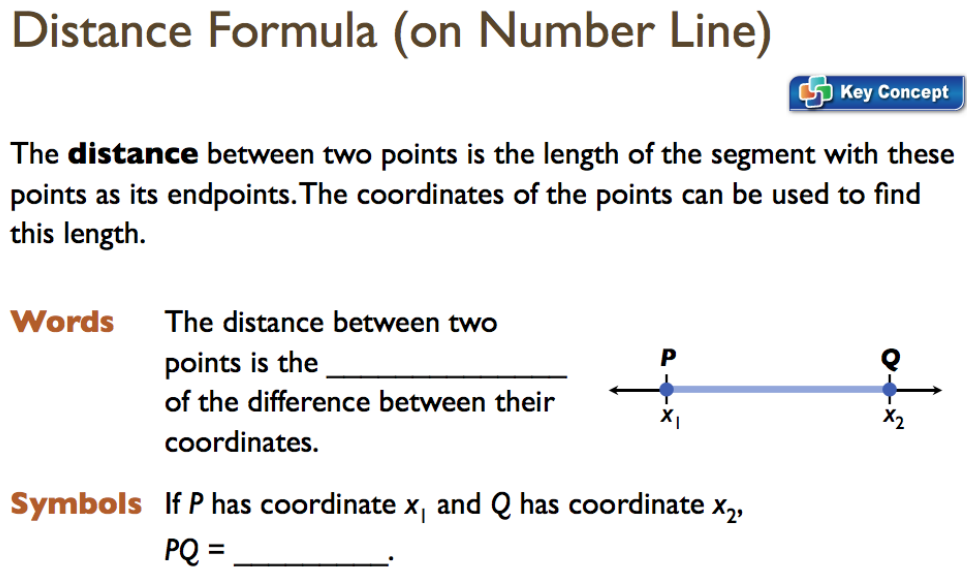 Distance Formula (on Number Line)
Key Concept
The distance between two points is the length of the segment with these
points as its endpoints. The coordinates of the points can be used to find
this length.
Words The distance between two
points is the _______________
of the difference between their
coordinates.
P Q
x₁ x₂
Symbols If P has coordinate x₁ and Q has coordinate x₂,
PQ = __________.